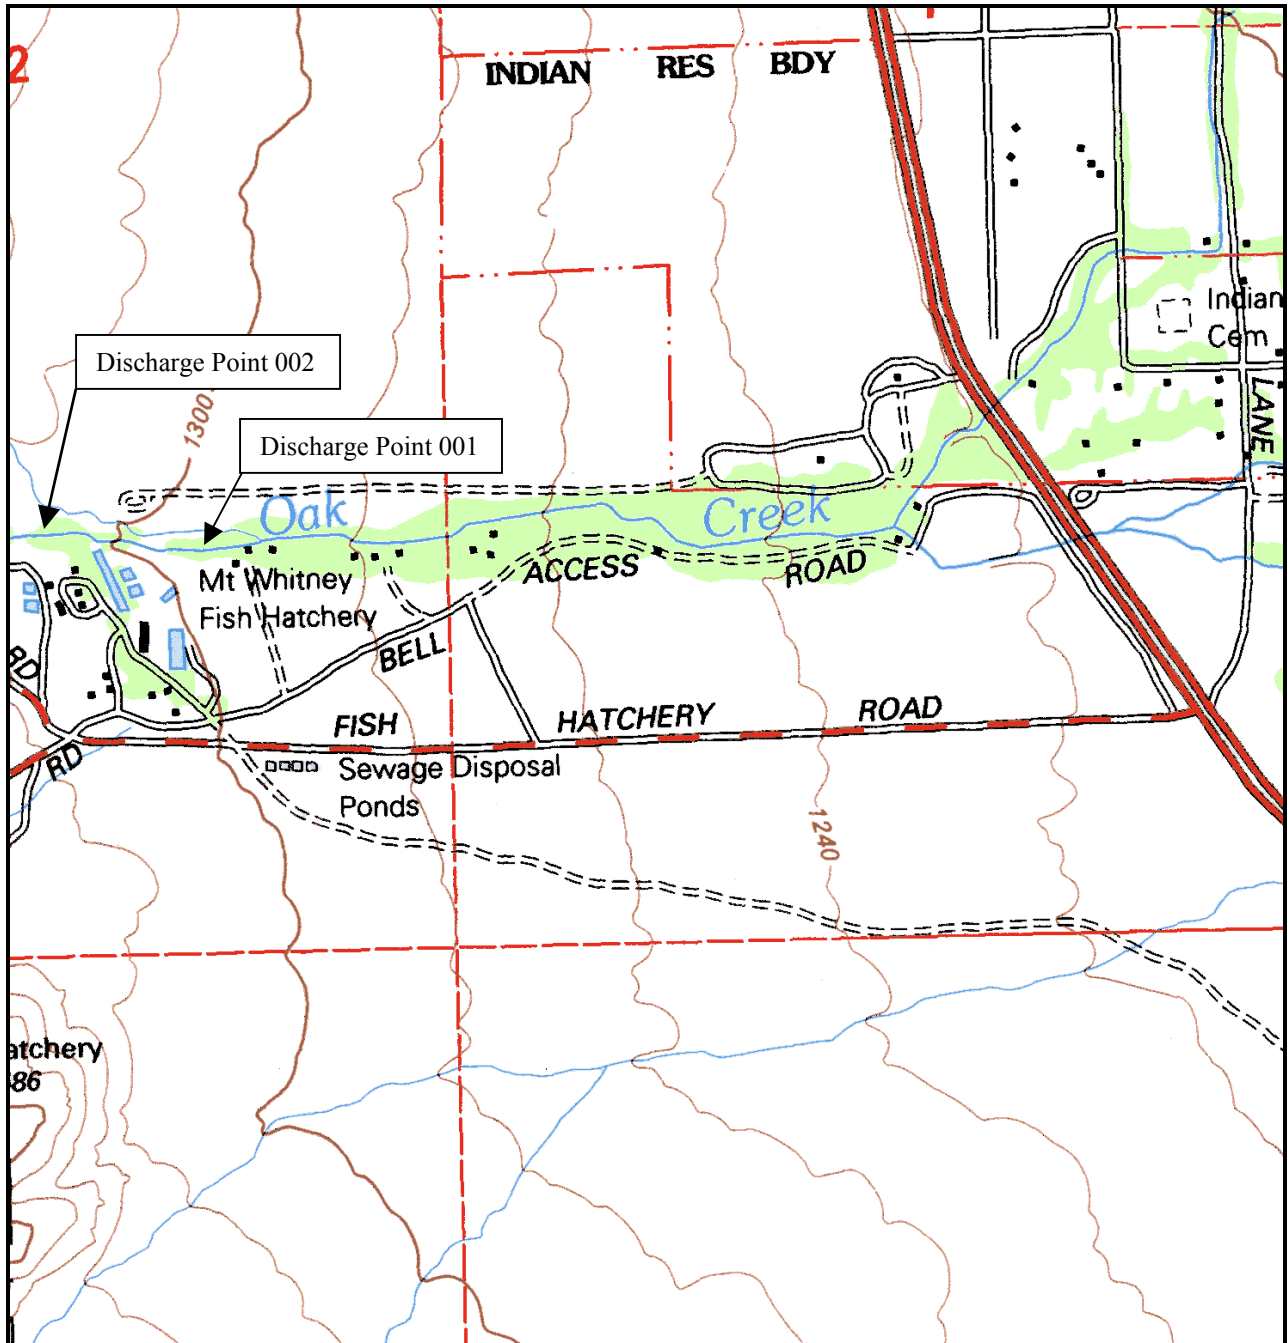 2
INDIAN RES BDY
Indian
Cem
Discharge Point 002
1300
Discharge Point 001
LANE
Oak Creek
ACCESS ROAD
Mt Whitney
Fish Hatchery
BELL
RD
FISH HATCHERY ROAD
RD
Sewage Disposal
Ponds
1240
atchery
86